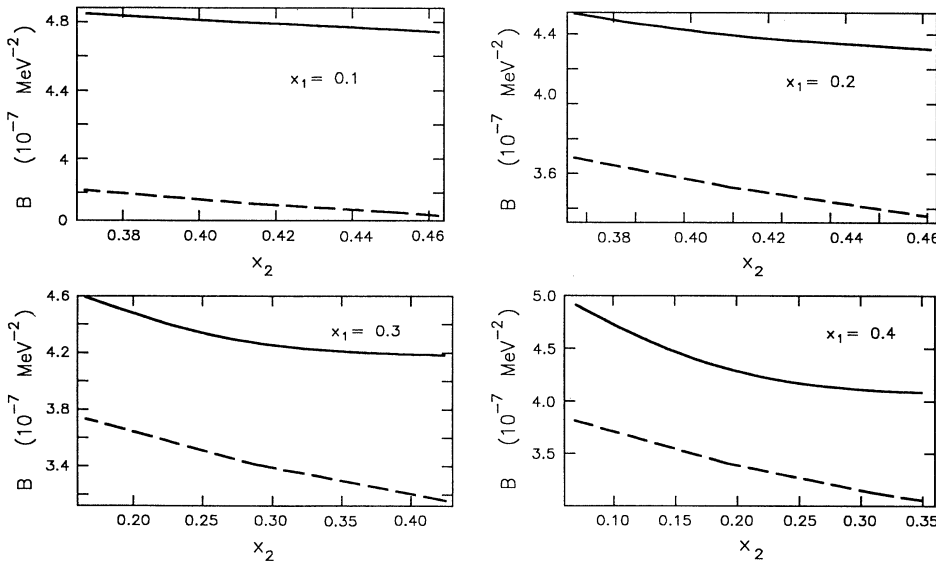 4.8
4.8
4
0
B (10⁻⁷ MeV⁻²)
x₁ = 0.1
0.38 0.40 0.42 0.44 0.46
x₂
4.4
4.0
3.6
B (10⁻⁷ MeV⁻²)
x₁ = 0.2
0.38 0.40 0.42 0.44 0.46
x₂
4.6
4.2
3.8
3.4
B (10⁻⁷ MeV⁻²)
x₁ = 0.3
0.20 0.25 0.30 0.35 0.40
x₂
5.0
4.5
4.0
3.5
B (10⁻⁷ MeV⁻²)
x₁ = 0.4
0.10 0.15 0.20 0.25 0.30 0.35
x₂